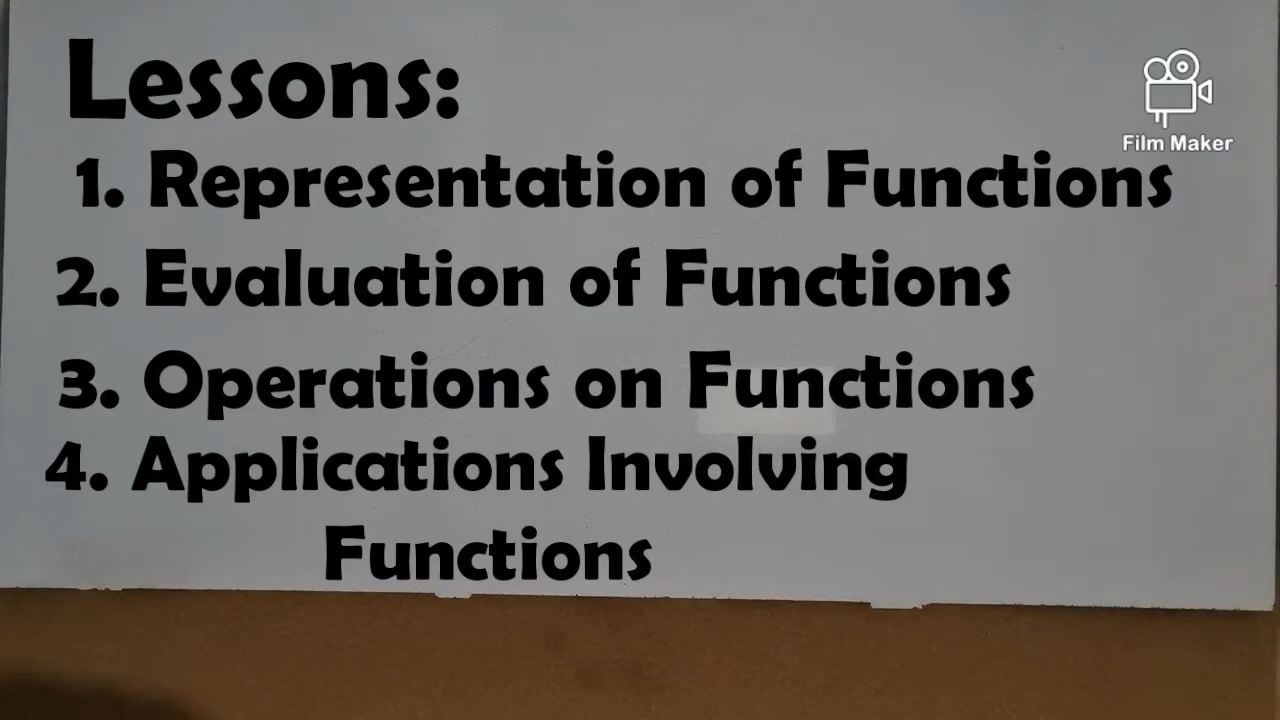 Lessons:
Film Maker
1. Representation of Functions
2. Evaluation of Functions
3. Operations on Functions
4. Applications Involving
Functions